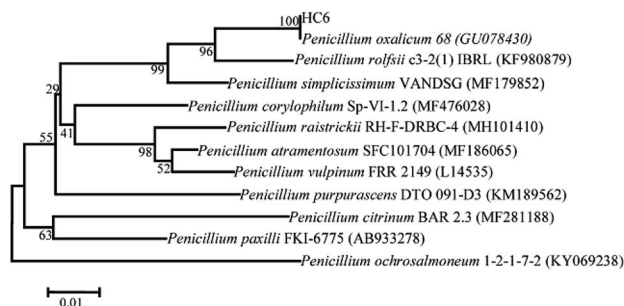 HC6
100
Penicillium oxalicum 68 (GU078430)
96
Penicillium rolfsii c3-2(1) IBRL (KF980879)
99
Penicillium simplicissimum VANDSG (MF179852)
29
Penicillium corylophilum Sp-VI-1.2 (MF476028)
41
Penicillium raistrickii RH-F-DRBC-4 (MH101410)
55
98
Penicillium atramentosum SFC101704 (MF186065)
52
Penicillium vulpinum FRR 2149 (L14535)
Penicillium purpurascens DTO 091-D3 (KM189562)
Penicillium citrinum BAR 2.3 (MF281188)
63
Penicillium paxilli FKI-6775 (AB933278)
Penicillium ochrosalmoneum 1-2-1-7-2 (KY069238)
0.01